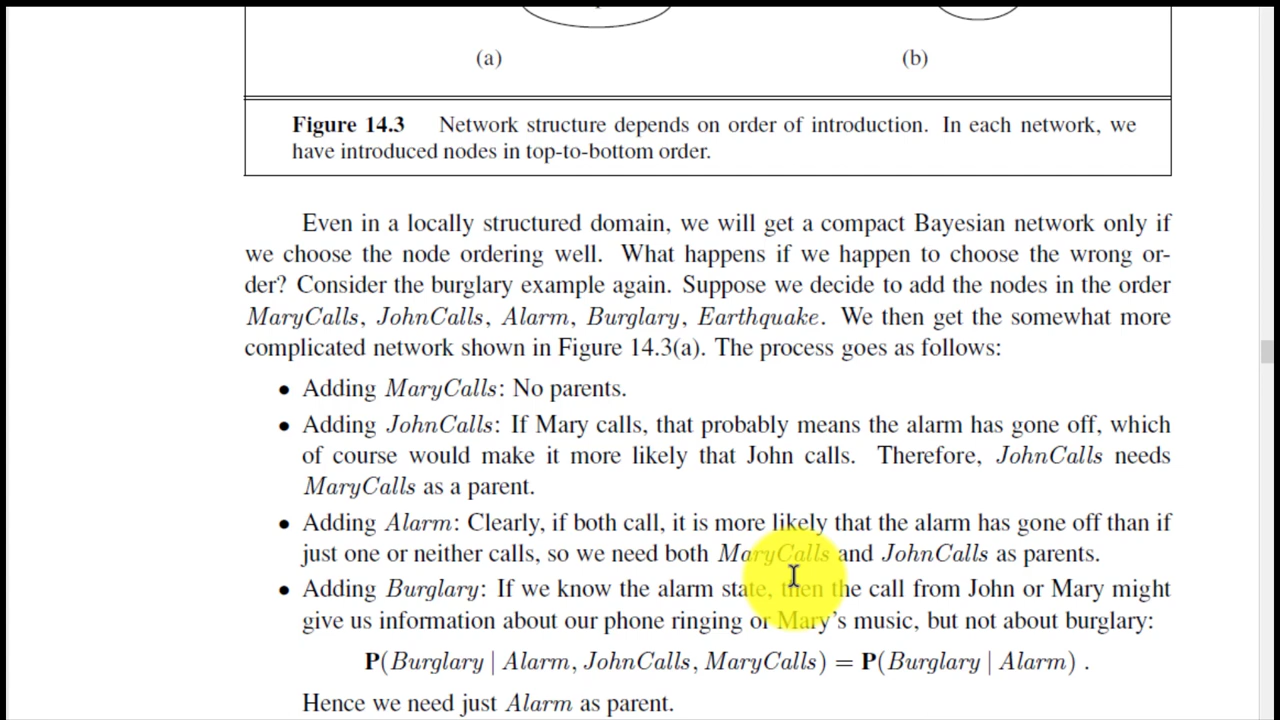 (a) (b)
Figure 14.3 Network structure depends on order of introduction. In each network, we
have introduced nodes in top-to-bottom order.
Even in a locally structured domain, we will get a compact Bayesian network only if
we choose the node ordering well. What happens if we happen to choose the wrong or-
der? Consider the burglary example again. Suppose we decide to add the nodes in the order
MaryCalls, JohnCalls, Alarm, Burglary, Earthquake. We then get the somewhat more
complicated network shown in Figure 14.3(a). The process goes as follows:
• Adding MaryCalls: No parents.
• Adding JohnCalls: If Mary calls, that probably means the alarm has gone off, which
of course would make it more likely that John calls. Therefore, JohnCalls needs
MaryCalls as a parent.
• Adding Alarm: Clearly, if both call, it is more likely that the alarm has gone off than if
just one or neither calls, so we need both MaryCalls and JohnCalls as parents.
• Adding Burglary: If we know the alarm state, then the call from John or Mary might
give us information about our phone ringing or Mary's music, but not about burglary:
P(Burglary | Alarm, JohnCalls, MaryCalls) = P(Burglary | Alarm) .
Hence we need just Alarm as parent.